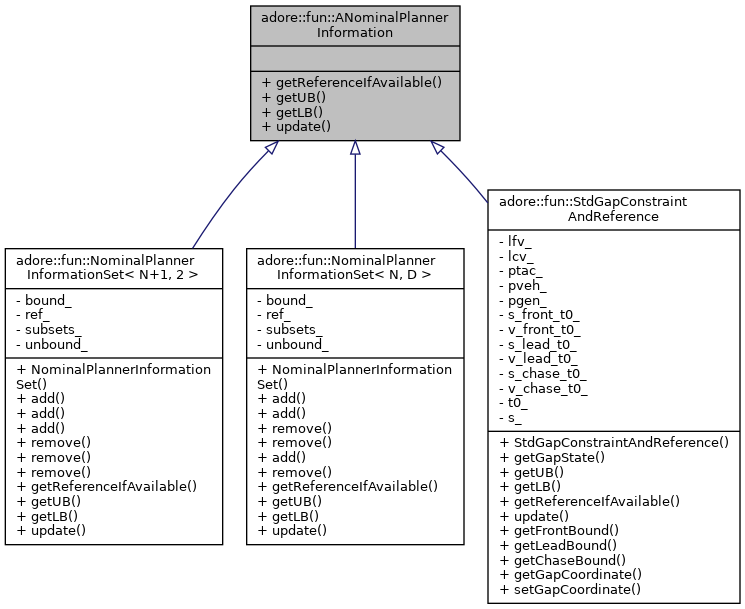 adore::fun::ANominalPlanner
Information
+ getReferenceIfAvailable()
+ getUB()
+ getLB()
+ update()
adore::fun::NominalPlanner
InformationSet< N+1, 2 >
- bound_
- ref_
- subsets_
- unbound_
+ NominalPlannerInformation
Set()
+ add()
+ add()
+ add()
+ remove()
+ remove()
+ remove()
+ getReferenceIfAvailable()
+ getUB()
+ getLB()
+ update()
adore::fun::NominalPlanner
InformationSet< N, D >
- bound_
- ref_
- subsets_
- unbound_
+ NominalPlannerInformation
Set()
+ add()
+ add()
+ remove()
+ remove()
+ add()
+ remove()
+ getReferenceIfAvailable()
+ getUB()
+ getLB()
+ update()
adore::fun::StdGapConstraint
AndReference
- lfv_
- lcv_
- ptac_
- pveh_
- pgen_
- s_front_t0_
- v_front_t0_
- s_lead_t0_
- v_lead_t0_
- s_chase_t0_
- v_chase_t0_
- t0_
- s_
+ StdGapConstraintAndReference()
+ getGapState()
+ getUB()
+ getLB()
+ getReferenceIfAvailable()
+ update()
+ getFrontBound()
+ getLeadBound()
+ getChaseBound()
+ getGapCoordinate()
+ setGapCoordinate()